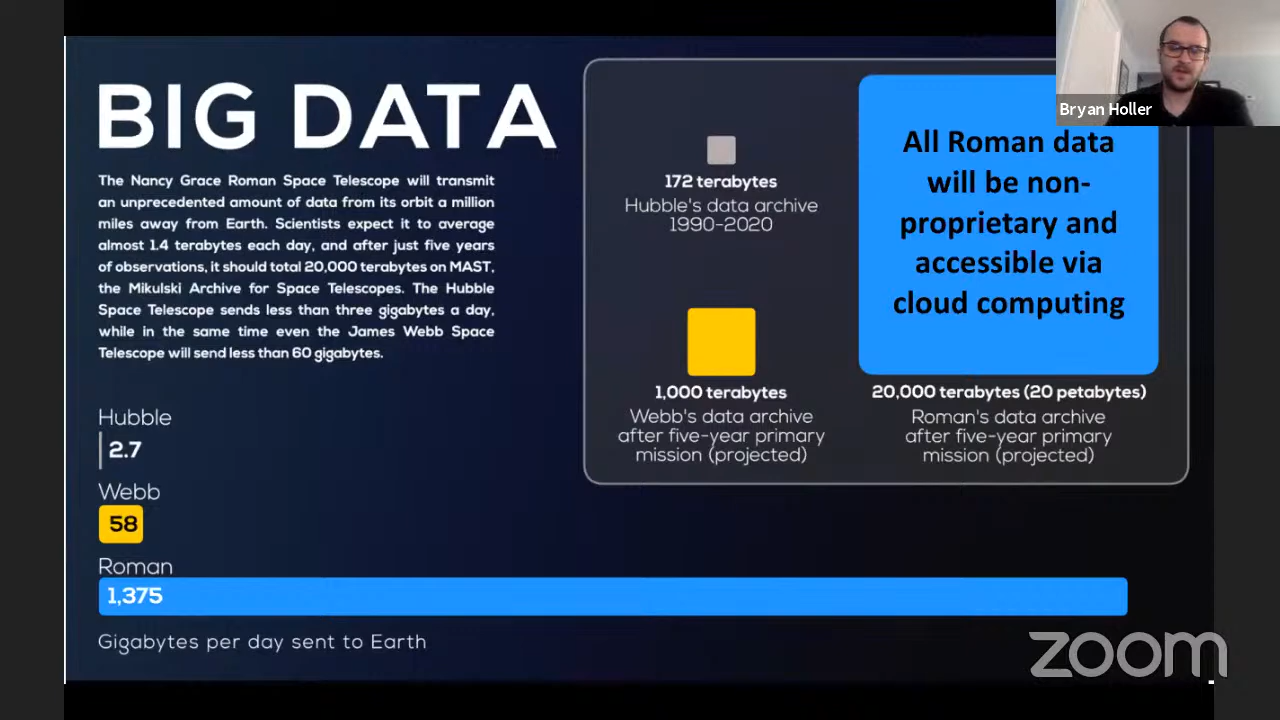 BIG DATA
The Nancy Grace Roman Space Telescope will transmit
an unprecedented amount of data from its orbit a million
miles away from Earth. Scientists expect it to average
almost 1.4 terabytes each day, and after just five years
of observations, it should total 20,000 terabytes on MAST,
the Mikulski Archive for Space Telescopes. The Hubble
Space Telescope sends less than three gigabytes a day,
while in the same time even the James Webb Space
Telescope will send less than 60 gigabytes.
Hubble
2.7
Webb
58
Roman
1,375
Gigabytes per day sent to Earth
172 terabytes
Hubble's data archive
1990-2020
1,000 terabytes
Webb's data archive
after five-year primary
mission (projected)
All Roman data
will be non-
proprietary and
accessible via
cloud computing
20,000 terabytes (20 petabytes)
Roman's data archive
after five-year primary
mission (projected)
Bryan Holler
zoom